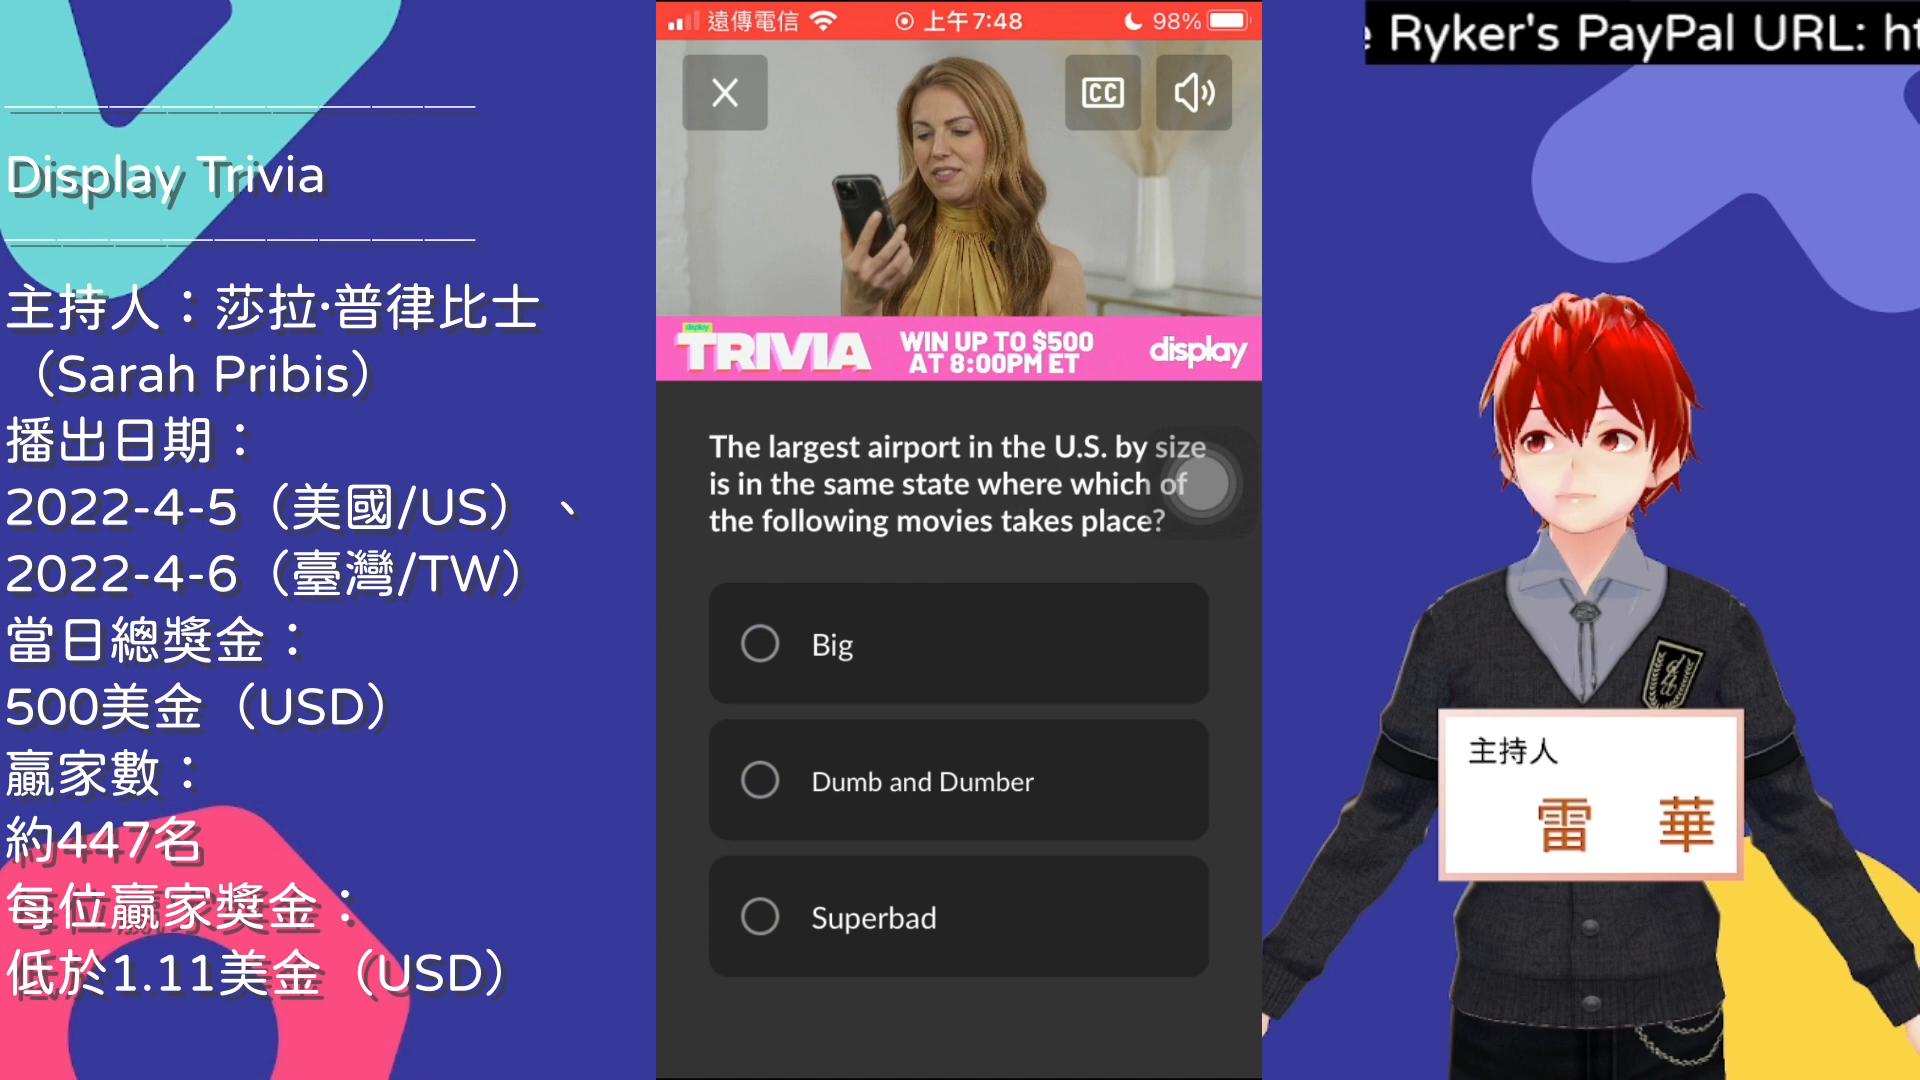 Display Trivia
主持人：莎拉·普律比士
（Sarah Pribis）
播出日期：
2022-4-5（美國/US）、
2022-4-6（臺灣/TW）
當日總獎金：
500美金（USD）
贏家數：
約447名
每位贏家獎金：
低於1.11美金（USD）
遠傳電信 上午7:48 98%
CC
display
TRIVIA
WIN UP TO $500
AT 8:00PM ET
display
The largest airport in the U.S. by size
is in the same state where which of
the following movies takes place?
Big
Dumb and Dumber
Superbad
Ryker's PayPal URL:
主持人
雷 華